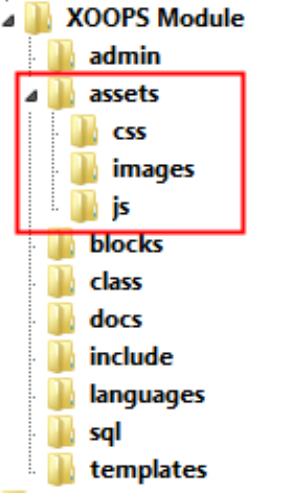 XOOPS Module
admin
assets
css
images
js
blocks
class
docs
include
languages
sql
templates